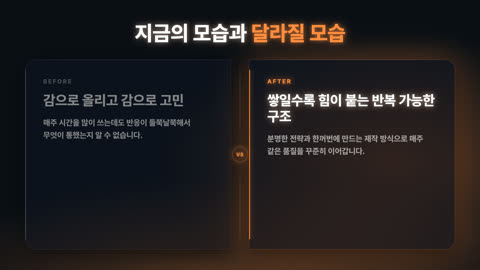 지금의 모습과 달라질 모습
BEFORE
감으로 올리고 감으로 고민
매주 시간을 많이 쓰는데도 반응이 들쭉날쭉해서
무엇이 통했는지 알 수 없습니다.
VS
AFTER
쌓일수록 힘이 붙는 반복 가능한
구조
분명한 전략과 한꺼번에 만드는 제작 방식으로 매주
같은 품질을 꾸준히 이어갑니다.